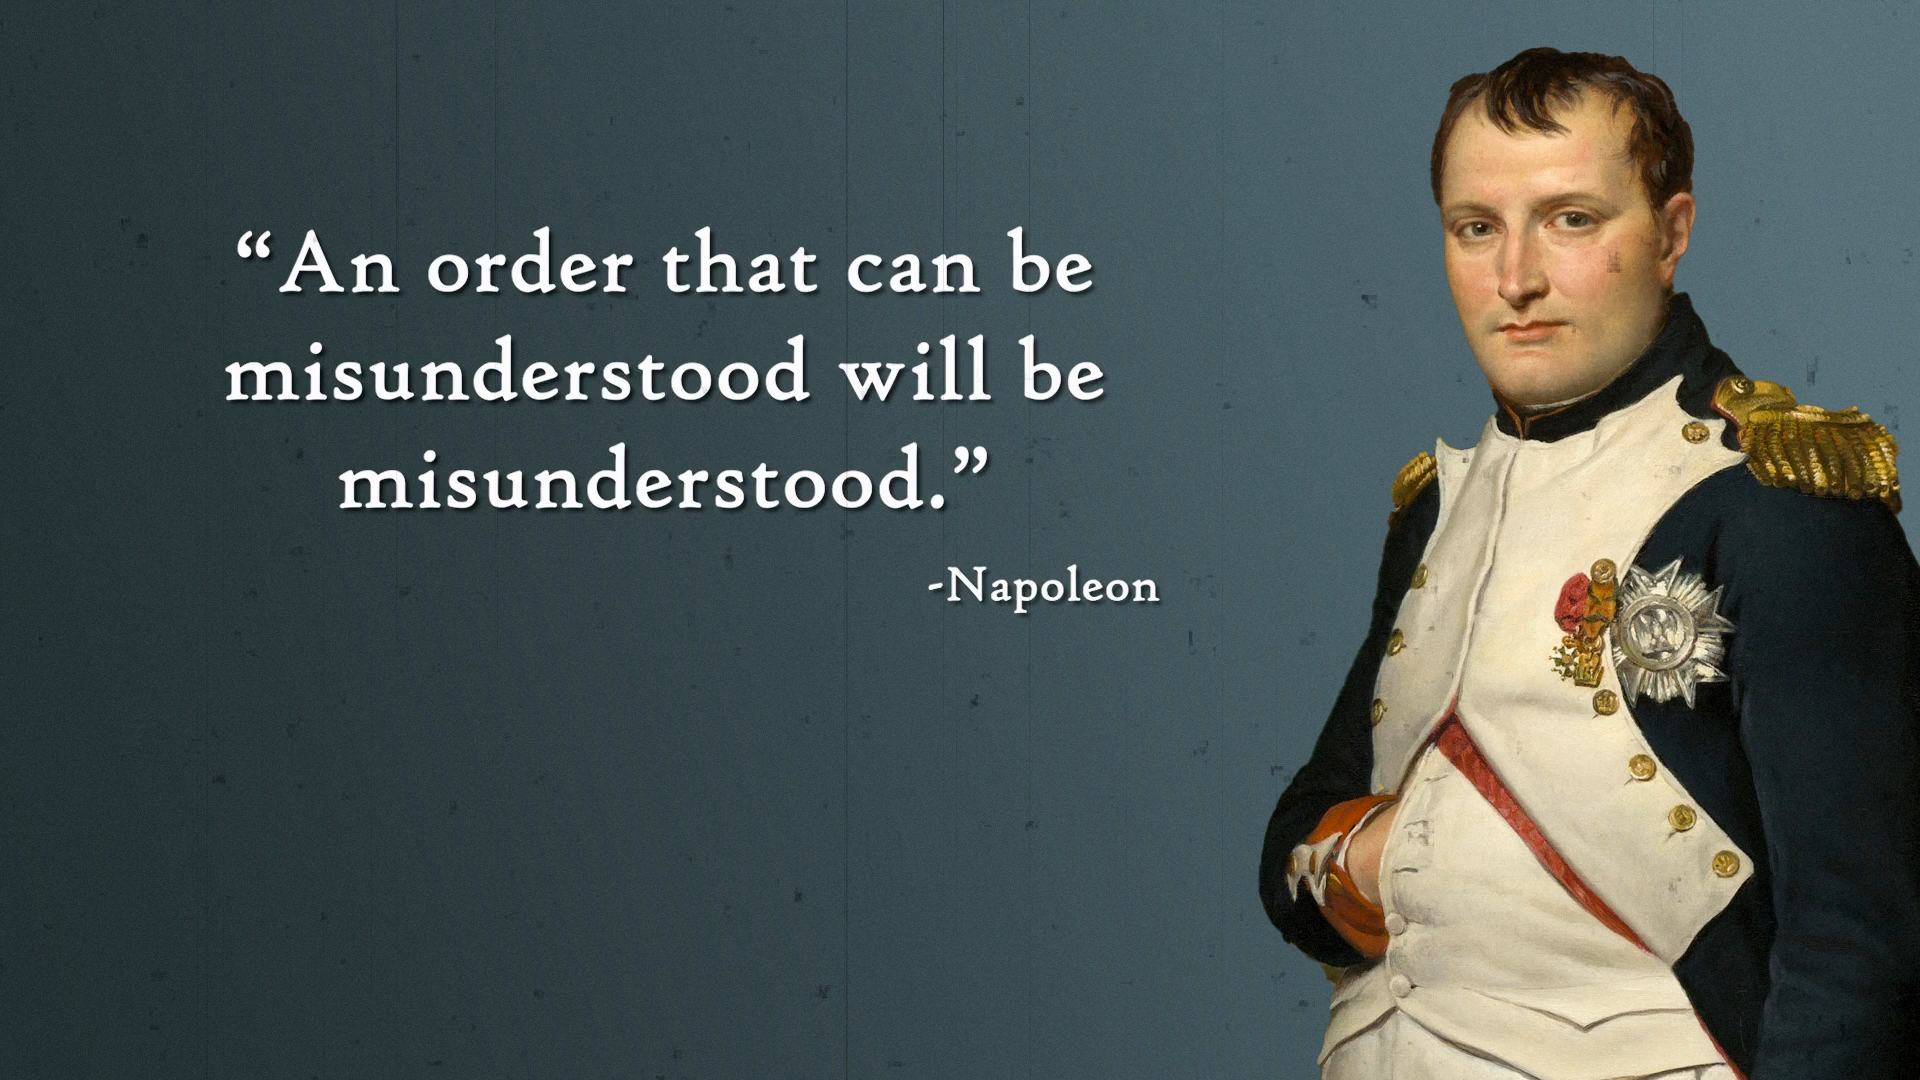 “An order that can be
misunderstood will be
misunderstood.”
-Napoleon